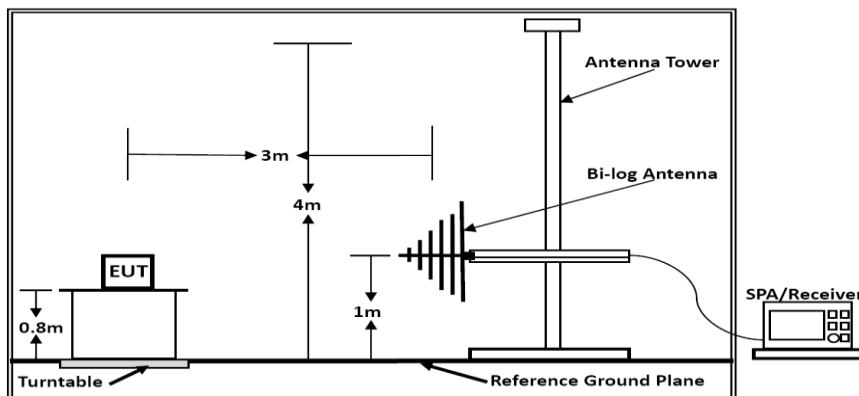 Antenna Tower
3m
Bi-log Antenna
4m
EUT
SPA/Receiver
1m
0.8m
Turntable
Reference Ground Plane